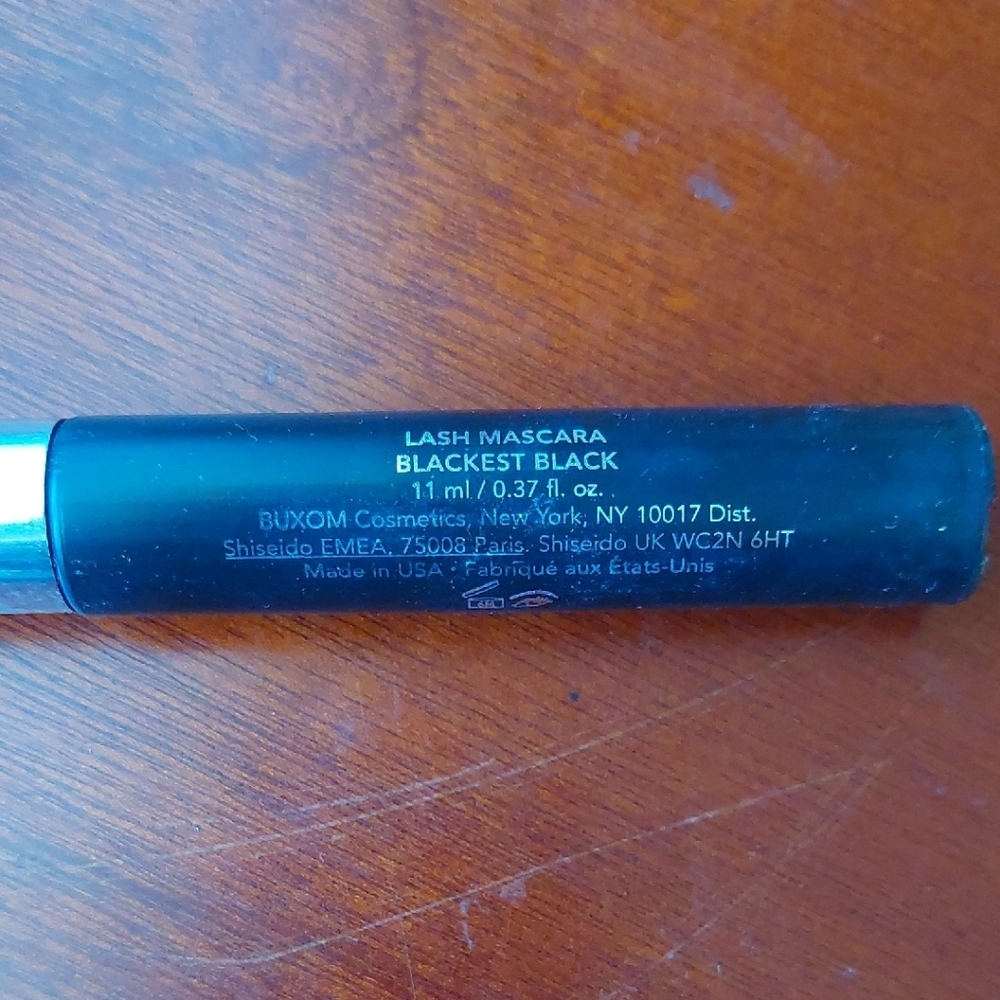 LASH MASCARA
BLACKEST BLACK
11 ml / 0.37 fl. oz.
BUXOM Cosmetics, New York, NY 10017 Dist.
Shiseido EMEA. 75008 Paris. Shiseido UK WC2N 6HT
Made in USA • Fabriqué aux États-Unis
6M